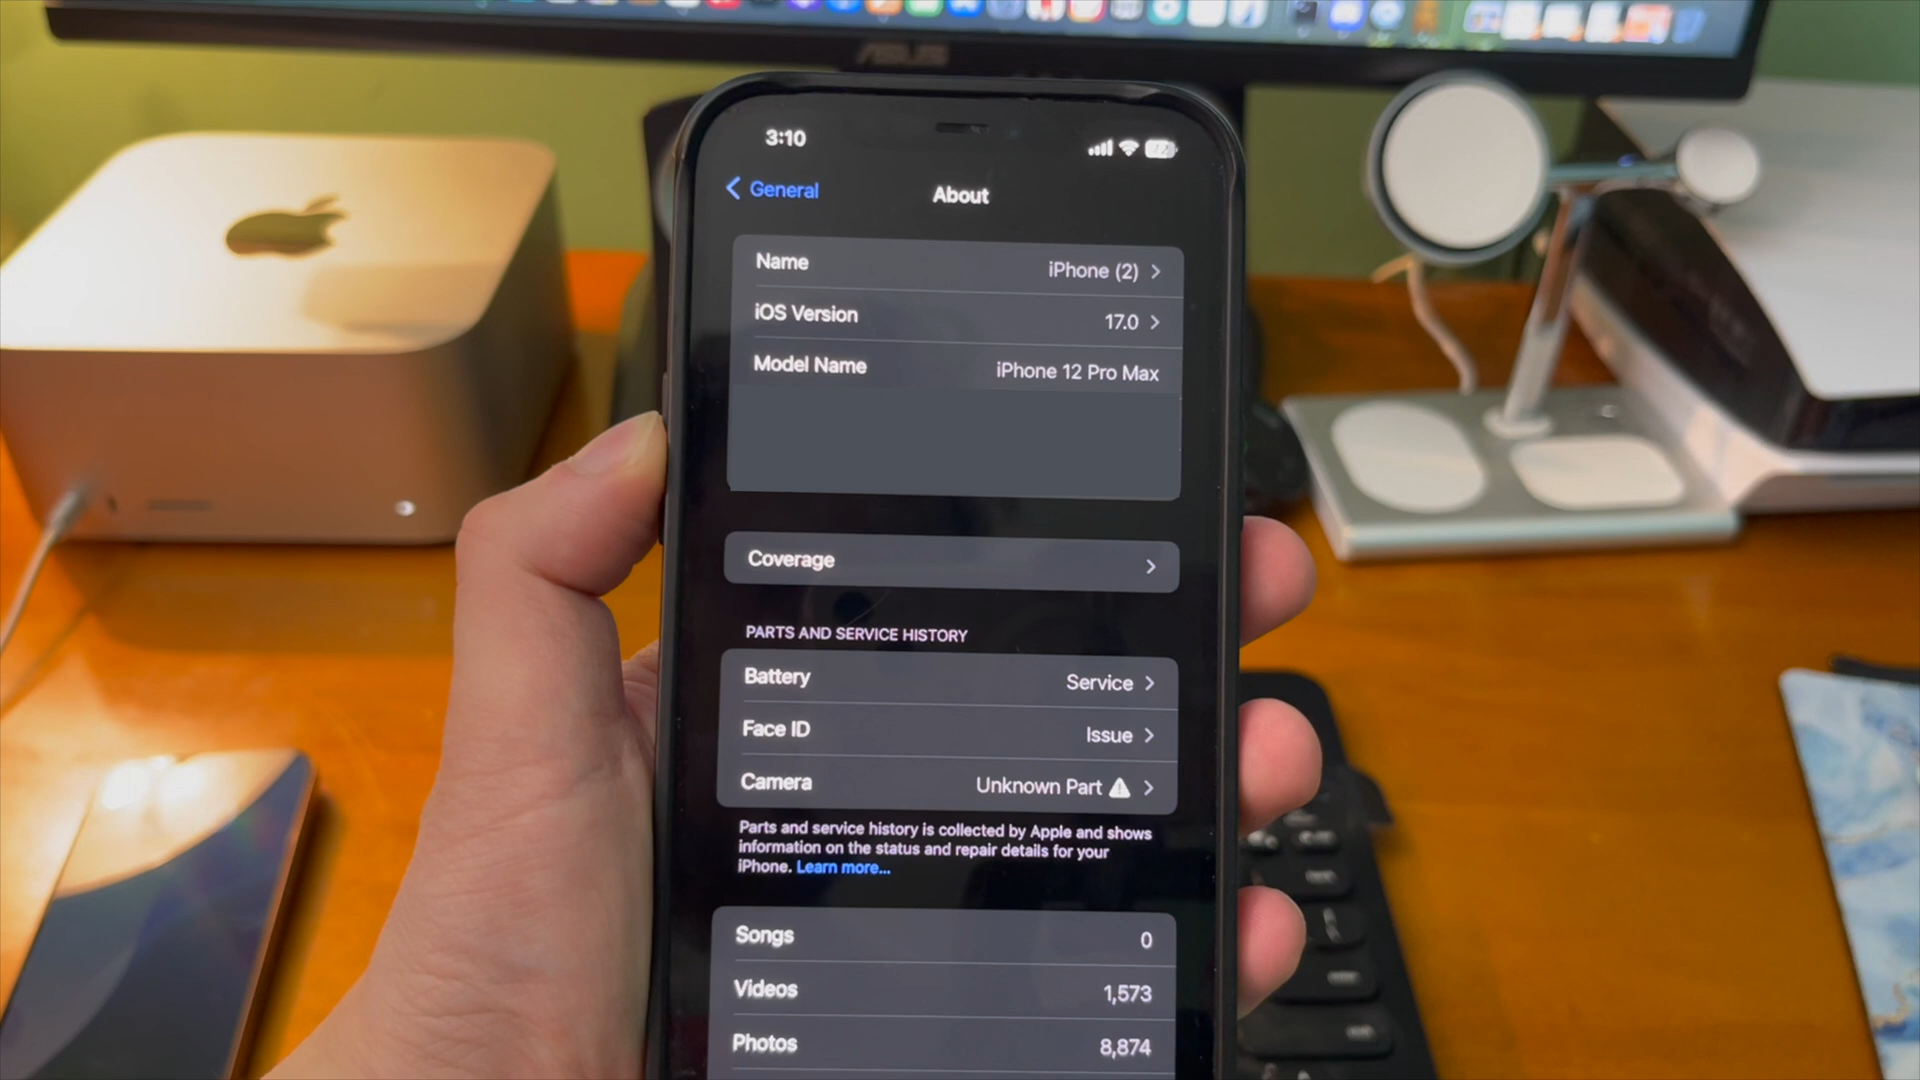 ASUS
3:10
General
About
Name iPhone (2)
iOS Version 17.0
Model Name iPhone 12 Pro Max
Coverage
PARTS AND SERVICE HISTORY
Battery Service
Face ID Issue
Camera Unknown Part
Parts and service history is collected by Apple and shows
information on the status and repair details for your
iPhone. Learn more...
Songs 0
Videos 1,573
Photos 8,874